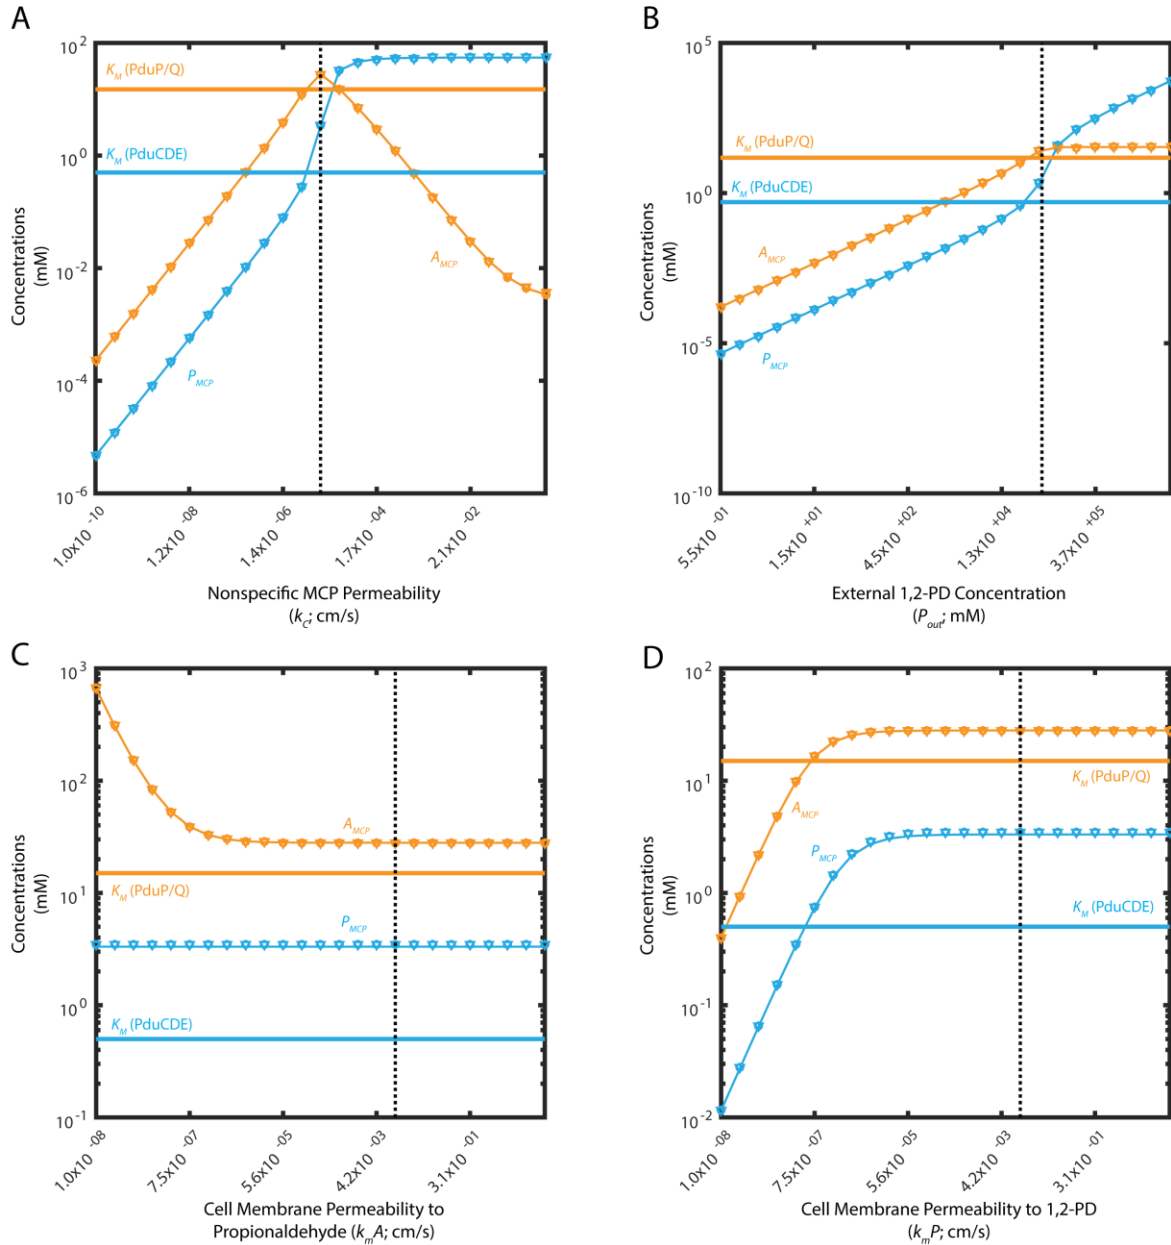 A
10^2
10^0
10^-2
10^-4
10^-6
Concentrations
(mM)
K_M (PduP/Q)
K_M (PduCDE)
A_MCP
P_MCP
1.0x10^-10
1.2x10^-08
1.4x10^-06
1.7x10^-04
2.1x10^-02
Nonspecific MCP Permeability
(k_C; cm/s)
B
10^5
10^0
10^-5
10^-10
Concentrations
(mM)
K_M (PduP/Q)
K_M (PduCDE)
A_MCP
P_MCP
5.5x10^-01
1.5x10^+01
4.5x10^+02
1.3x10^+04
3.7x10^+05
External 1,2-PD Concentration
(P_out; mM)
C
10^3
10^2
10^1
10^0
10^-1
Concentrations
(mM)
A_MCP
K_M (PduP/Q)
P_MCP
K_M (PduCDE)
1.0x10^-08
7.5x10^-07
5.6x10^-05
4.2x10^-03
3.1x10^-01
Cell Membrane Permeability to
Propionaldehyde (k_mA; cm/s)
D
10^2
10^1
10^0
10^-1
10^-2
Concentrations
(mM)
K_M (PduP/Q)
A_MCP
P_MCP
K_M (PduCDE)
1.0x10^-08
7.5x10^-07
5.6x10^-05
4.2x10^-03
3.1x10^-01
Cell Membrane Permeability to 1,2-PD
(k_mP; cm/s)